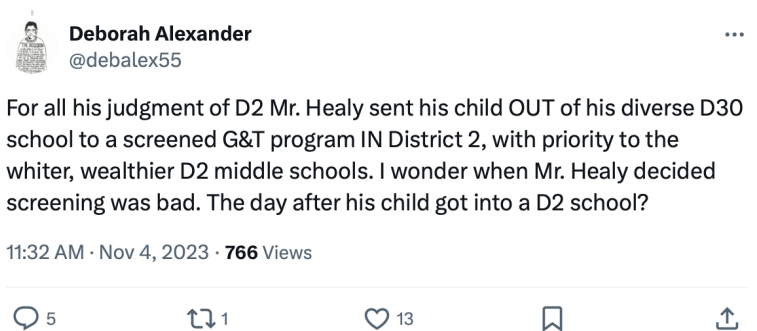 Deborah Alexander
@debalex55
For all his judgment of D2 Mr. Healy sent his child OUT of his diverse D30
school to a screened G&T program IN District 2, with priority to the
whiter, wealthier D2 middle schools. I wonder when Mr. Healy decided
screening was bad. The day after his child got into a D2 school?
11:32 AM · Nov 4, 2023 · 766 Views
5 1 13